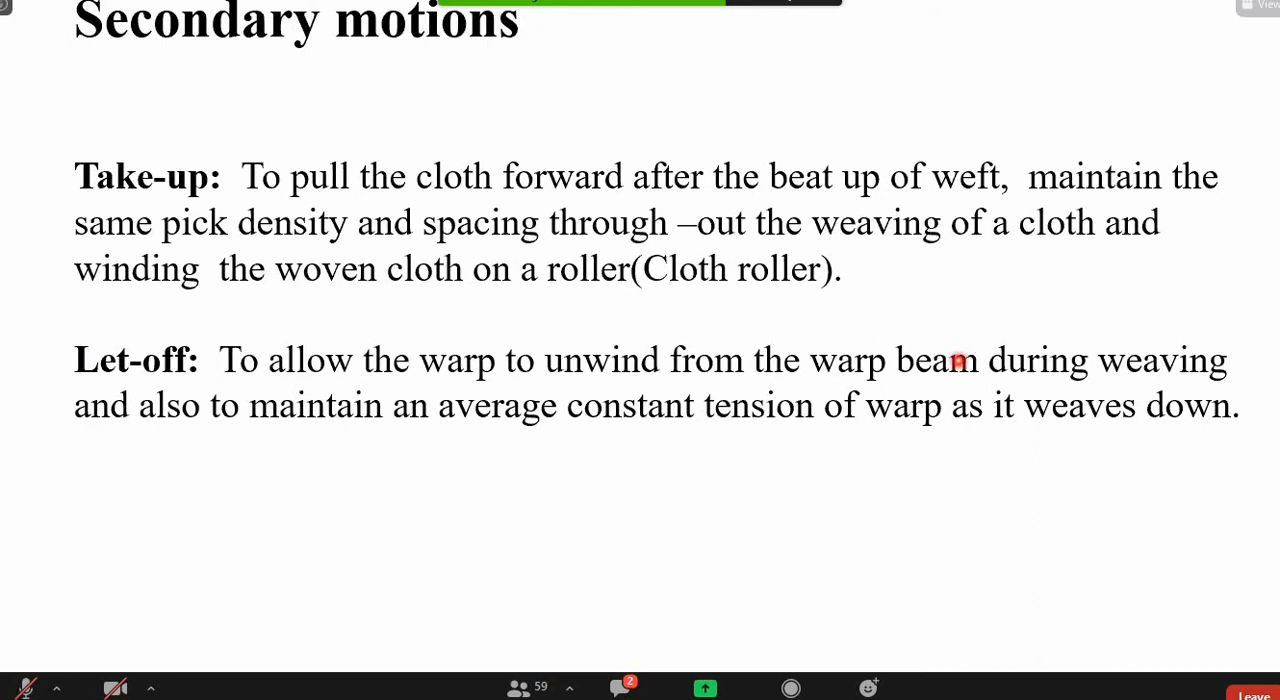 Secondary motions
Take-up: To pull the cloth forward after the beat up of weft, maintain the
same pick density and spacing through –out the weaving of a cloth and
winding the woven cloth on a roller(Cloth roller).
Let-off: To allow the warp to unwind from the warp beam during weaving
and also to maintain an average constant tension of warp as it weaves down.
View
59
2
Leave